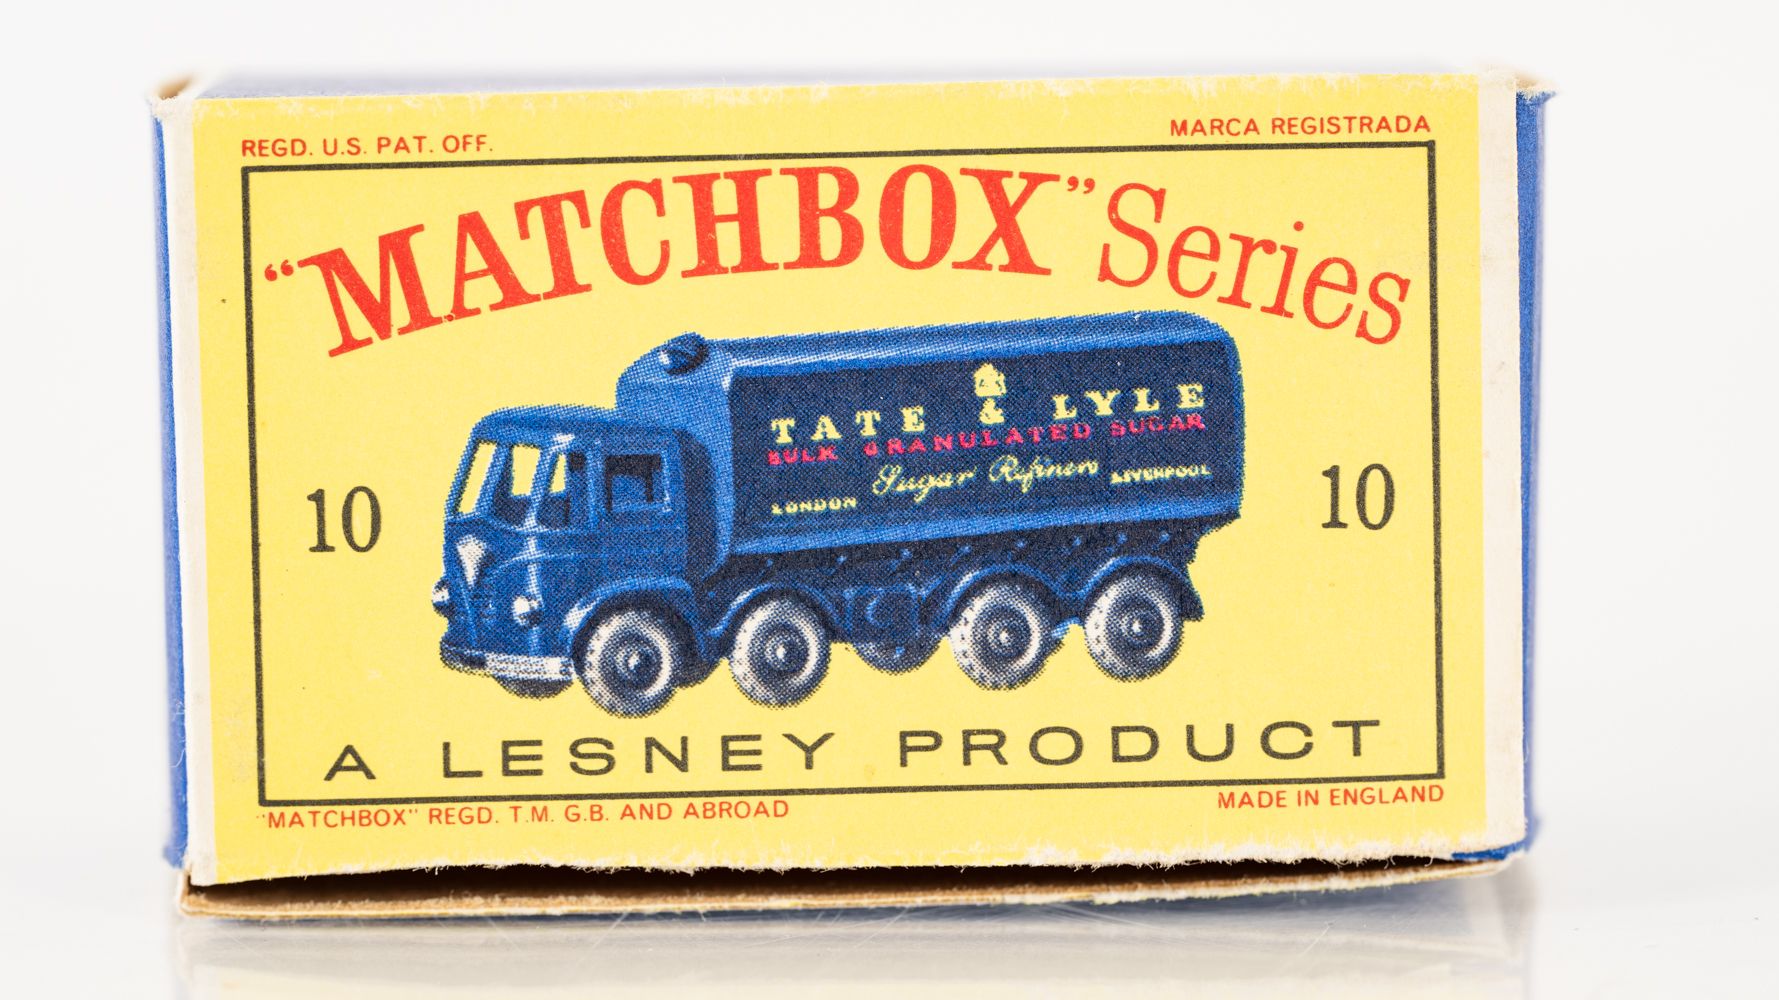 REGD. U.S. PAT. OFF. MARCA REGISTRADA
"MATCHBOX" Series
TATE & LYLE
BULK GRANULATED SUGAR
LONDON Sugar Refiners LIVERPOOL
10 10
A LESNEY PRODUCT
"MATCHBOX" REGD. T.M. G.B. AND ABROAD MADE IN ENGLAND